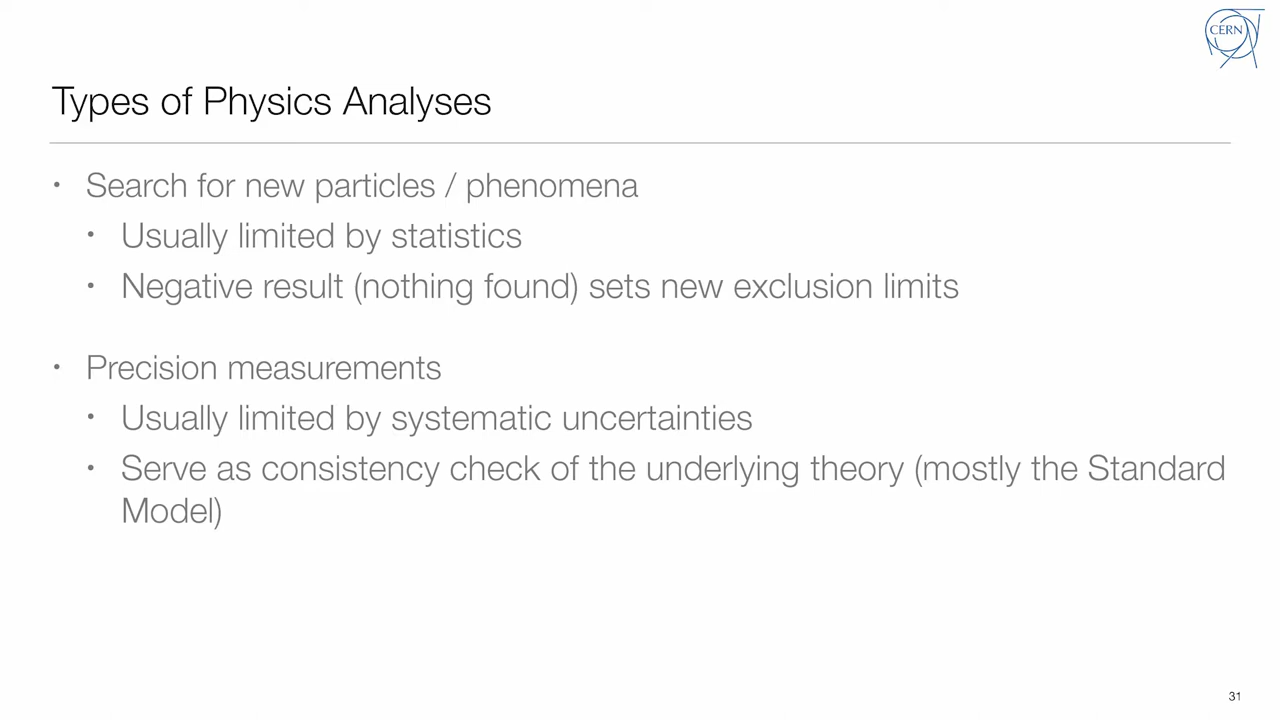 CERN
Types of Physics Analyses
• Search for new particles / phenomena
• Usually limited by statistics
• Negative result (nothing found) sets new exclusion limits
• Precision measurements
• Usually limited by systematic uncertainties
• Serve as consistency check of the underlying theory (mostly the Standard
Model)
31